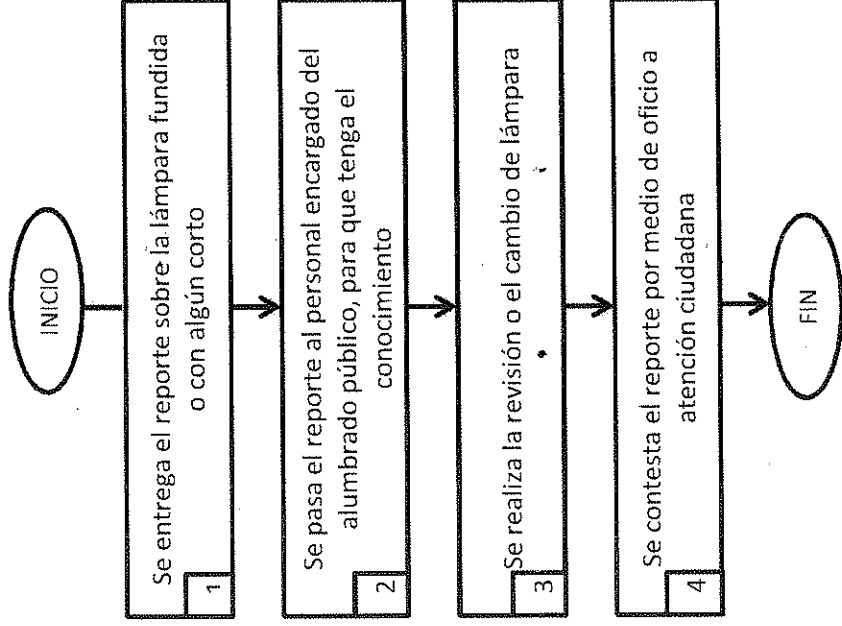 INICIO
Se entrega el reporte sobre la lámpara fundida
o con algún corto
1
Se pasa el reporte al personal encargado del
alumbrado público, para que tenga el
conocimiento
2
Se realiza la revisión o el cambio de lámpara
3
Se contesta el reporte por medio de oficio a
atención ciudadana
4
FIN